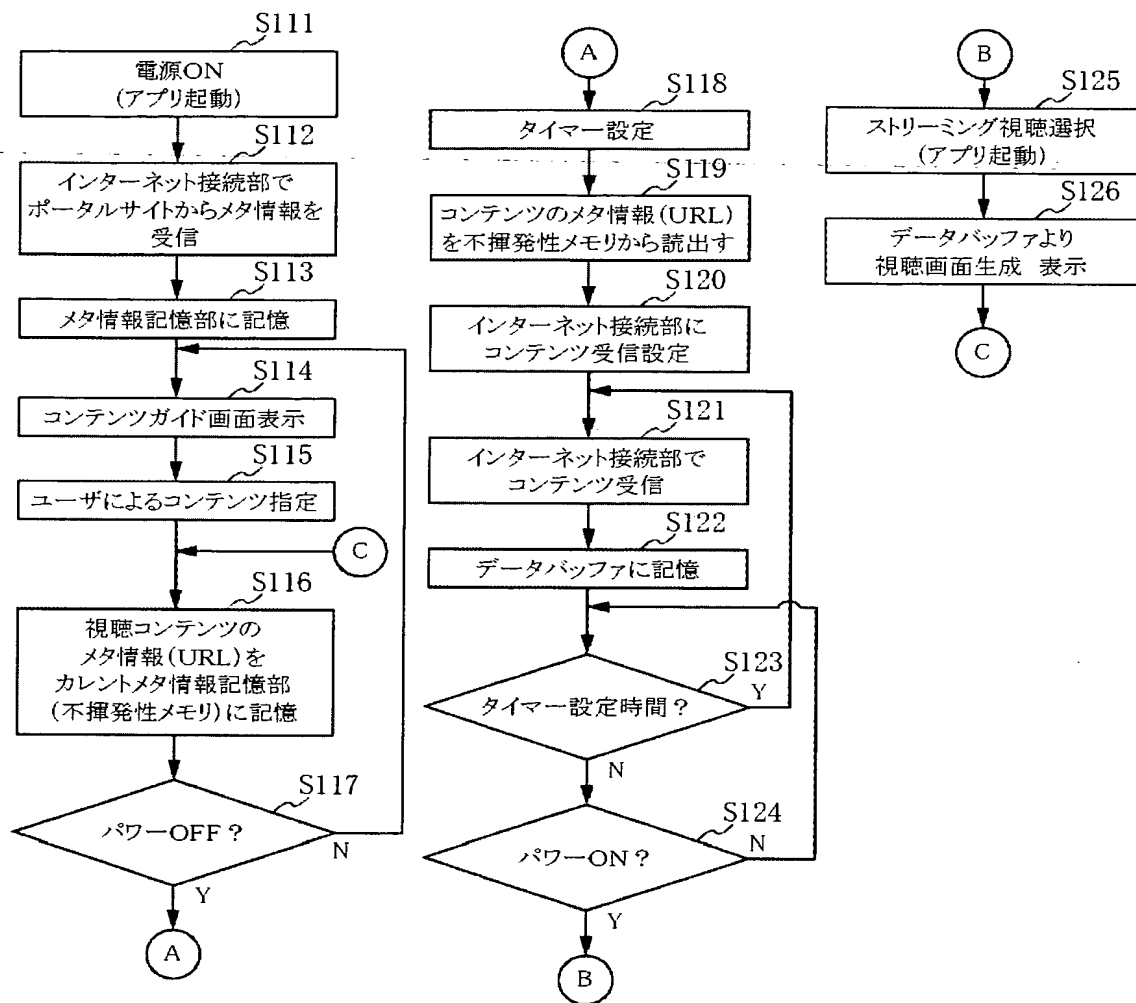 S111
電源ON
(アプリ起動)
S112
インターネット接続部で
ポータルサイトからメタ情報を
受信
S113
メタ情報記憶部に記憶
S114
コンテンツガイド画面表示
S115
ユーザによるコンテンツ指定
C
S116
視聴コンテンツの
メタ情報(URL)を
カレントメタ情報記憶部
(不揮発性メモリ)に記憶
S117
パワーOFF?
N
Y
A
A
S118
タイマー設定
S119
コンテンツのメタ情報(URL)
を不揮発性メモリから読出す
S120
インターネット接続部に
コンテンツ受信設定
S121
インターネット接続部で
コンテンツ受信
S122
データバッファに記憶
S123
タイマー設定時間?
Y
N
S124
パワーON?
N
Y
B
B
S125
ストリーミング視聴選択
(アプリ起動)
S126
データバッファより
視聴画面生成 表示
C